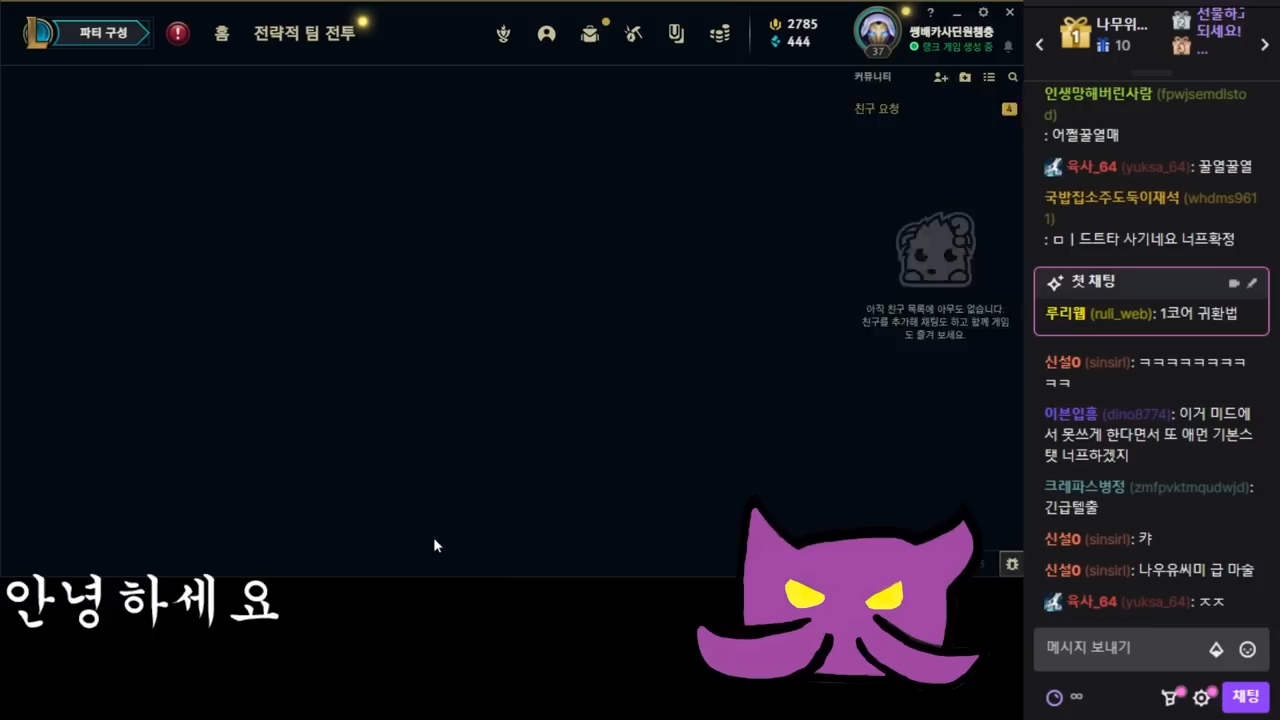 파티 구성
홈
전략적 팀 전투
2785
444
37
쌩배카사딘원챔충
랭크 게임 생성 중
커뮤니티
친구 요청
4
아직 친구 목록에 아무도 없습니다.
친구를 추가해 채팅도 하고 함께 게임
도 즐겨 보세요.
안녕하세요
1
나무위...
10
2
선물하고
되세요!
3
...
인생망해버린사람 (fpwjsemdlsto
d)
: 어쩔꿀열매
육사_64 (yuksa_64): 꿀열꿀열
국밥집소주도둑이재석 (whdms961
1)
: ㅁㅣ드트타 사기네요 너프확정
첫 채팅
루리웹 (ruli_web): 1코어 귀환법
신설0 (sinsirl): ㅋㅋㅋㅋㅋㅋㅋㅋ
ㅋㅋ
이븐입흥 (dino8774): 이거 미드에
서 못쓰게 한다면서 또 애먼 기본스
탯 너프하겠지
크레파스병정 (zmfpvktmqudwjd):
긴급텔출
신설0 (sinsirl): 캬
신설0 (sinsirl): 나우유씨미 급 마술
육사_64 (yuksa_64): ㅈㅈ
메시지 보내기
∞
채팅